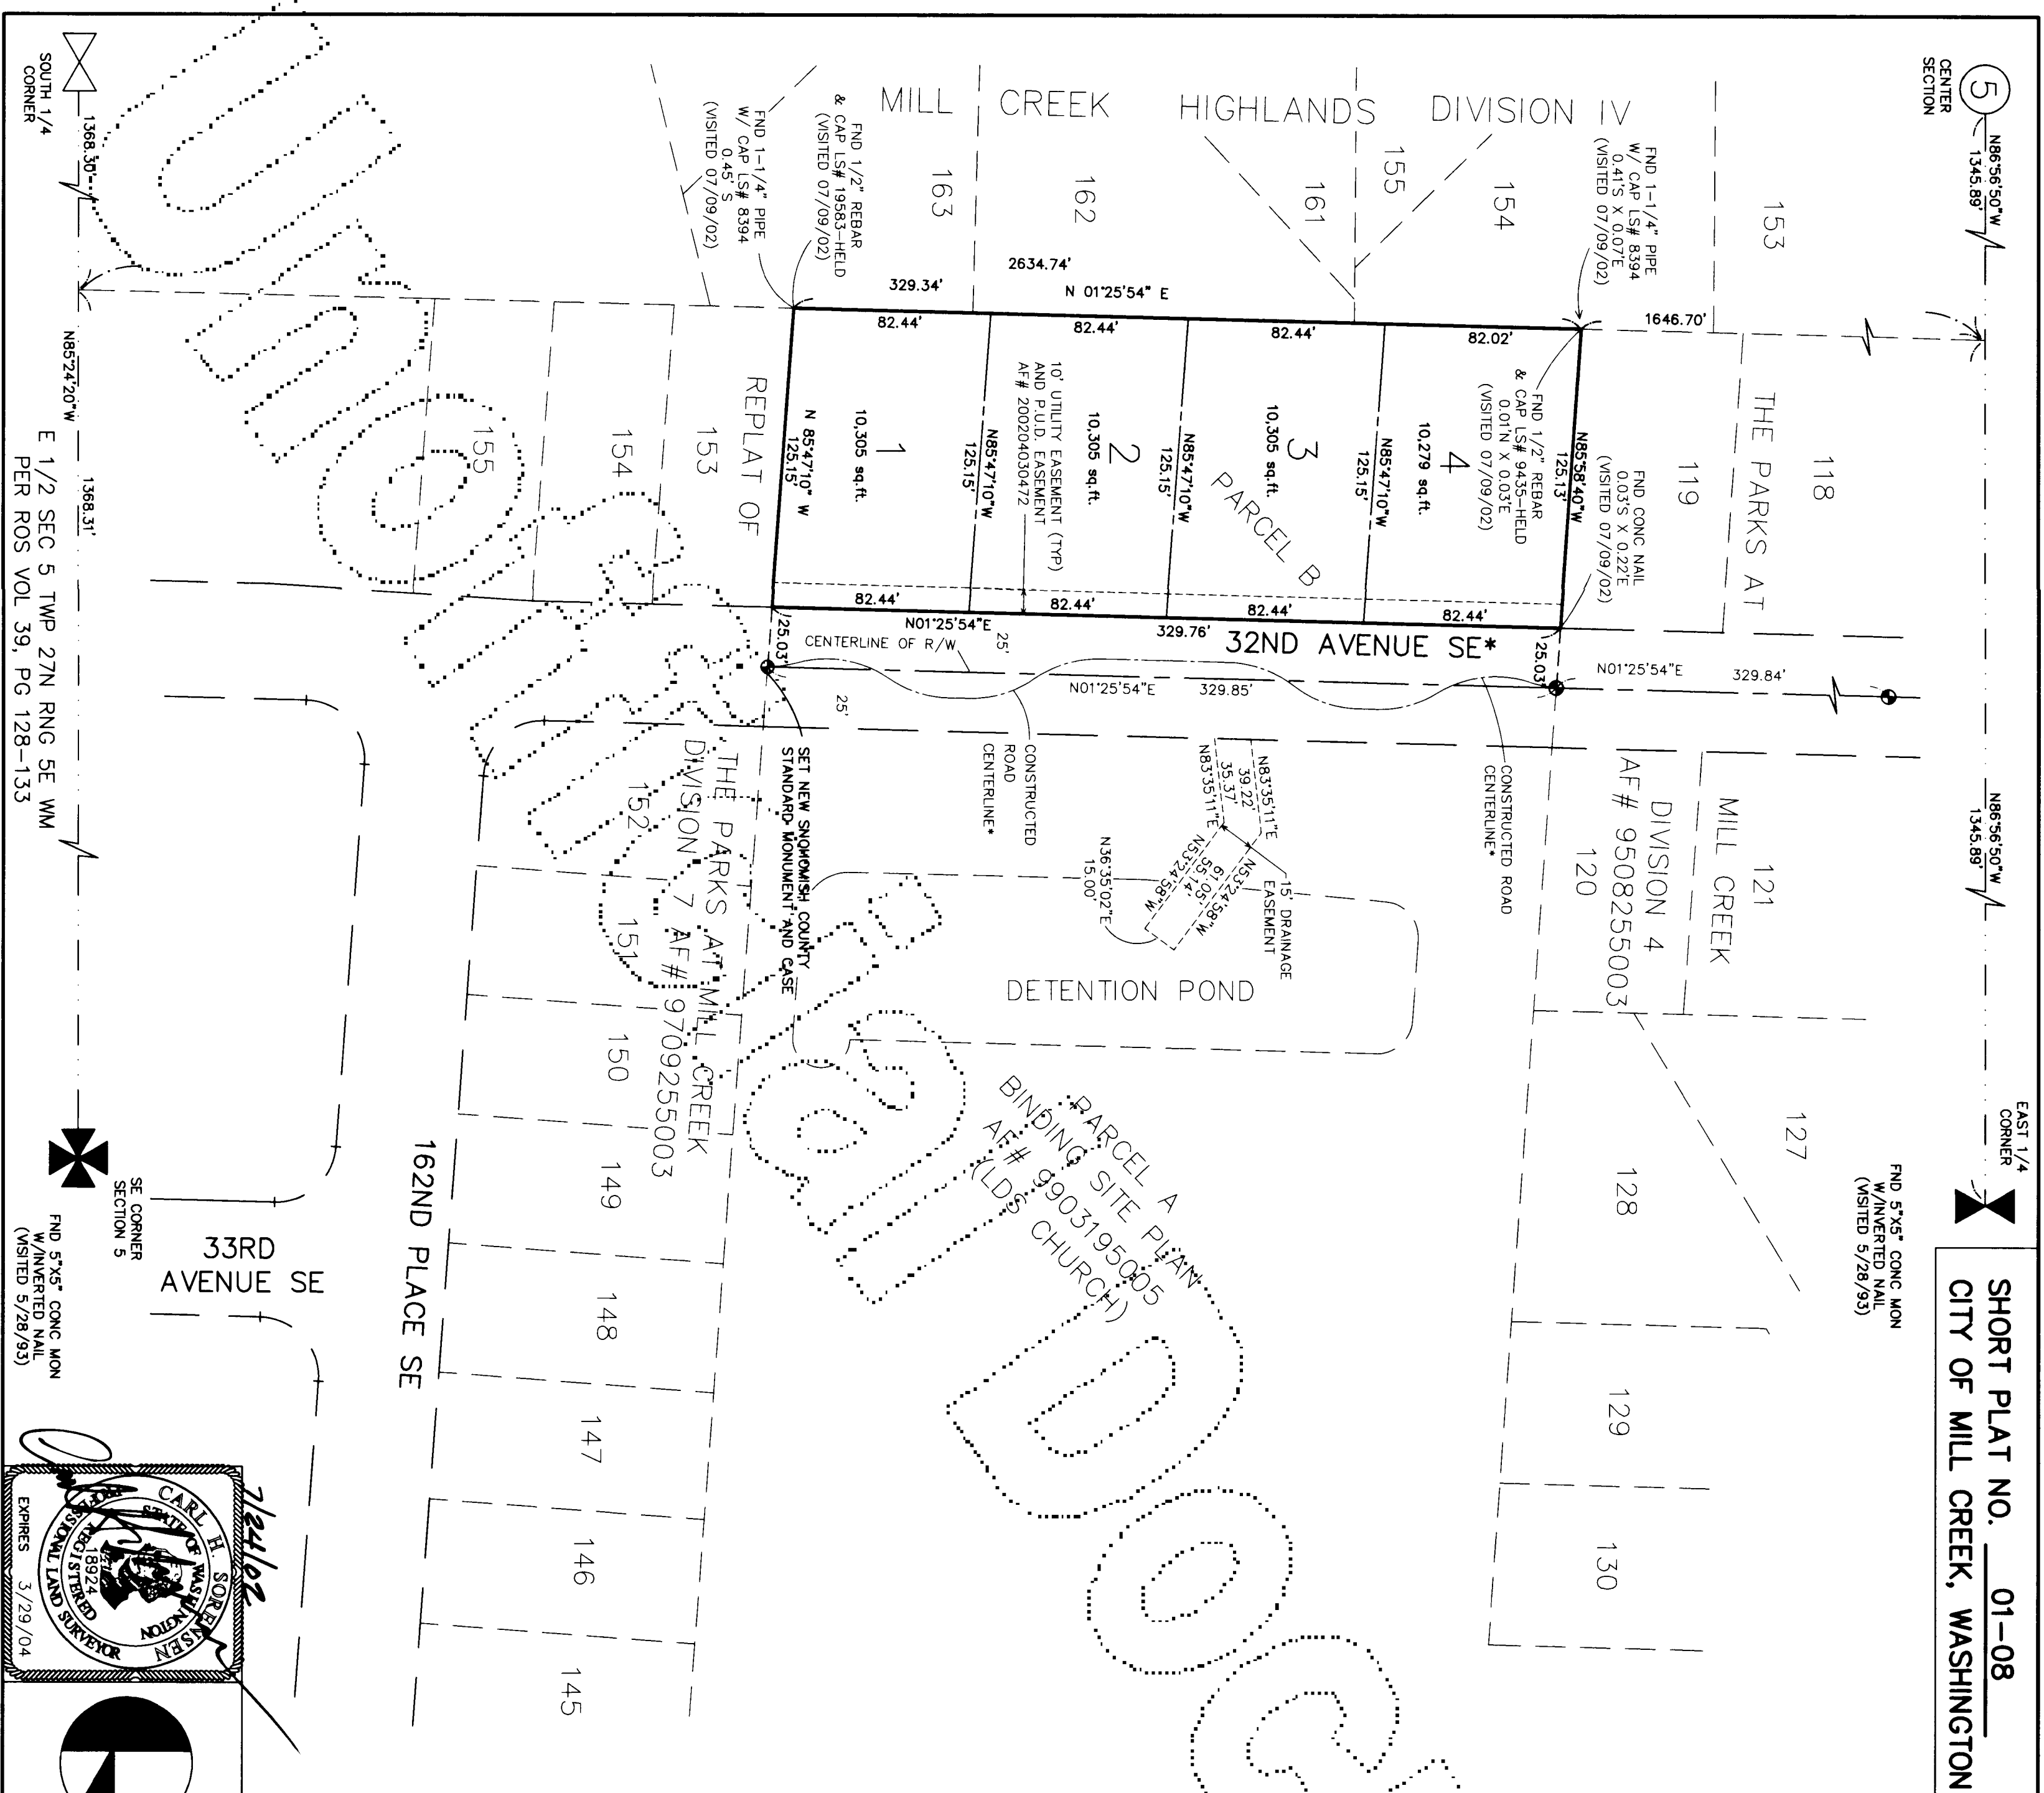 SHORT PLAT NO. 01-08
CITY OF MILL CREEK, WASHINGTON
5
CENTER
SECTION
N86°56'50"W
1345.89'
N86°56'50"W
1345.89'
EAST 1/4
CORNER
FND 5"X5" CONC MON
W/INVERTED NAIL
(VISITED 5/28/93)
MILL CREEK HIGHLANDS DIVISION IV
153
154
155
161
162
163
FND 1-1/4" PIPE
W/ CAP LS# 8394
0.41'S X 0.07'E
(VISITED 07/09/02)
FND 1/2" REBAR
& CAP LS# 19583-HELD
(VISITED 07/09/02)
FND 1-1/4" PIPE
W/ CAP LS# 8394
0.45' S
(VISITED 07/09/02)
2634.74'
329.34'
N 01°25'54" E
1646.70'
82.44'
82.44'
82.44'
82.02'
FND 1/2" REBAR
& CAP LS# 9435-HELD
0.01'N X 0.03'E
(VISITED 07/09/02)
FND CONC NAIL
0.03'S X 0.22'E
(VISITED 07/09/02)
N85°58'40"W
125.13'
4
10,279 sq.ft.
N85°47'10"W
125.15'
3
10,305 sq.ft.
PARCEL B
N85°47'10"W
125.15'
2
10,305 sq.ft.
10' UTILITY EASEMENT (TYP)
AND P.U.D. EASEMENT
AF# 200204030472
N85°47'10"W
125.15'
1
10,305 sq.ft.
N 85°47'10" W
125.15'
82.44'
82.44'
82.44'
82.44'
N01°25'54"E
329.76'
32ND AVENUE SE*
25.03'
25.03'
CENTERLINE OF R/W
25'
25'
N01°25'54"E
329.85'
N01°25'54"E
329.84'
CONSTRUCTED
ROAD
CENTERLINE*
CONSTRUCTED ROAD
CENTERLINE*
SET NEW SNOHOMISH COUNTY
STANDARD MONUMENT AND CASE
118
119
THE PARKS AT
MILL CREEK
DIVISION 4
AF# 9508255003
120
121
127
128
129
130
N83°35'11"E
39.22'
35.37'
N83°35'11"E
N53°24'58"W
55.14'
N53°24'58"W
N36°35'02"E
15.00'
15' DRAINAGE
EASEMENT
DETENTION POND
PARCEL A
BINDING SITE PLAN
AF# 9903195005
(LDS CHURCH)
REPLAT OF
THE PARKS AT MILL CREEK
DIVISION 7 AF# 9709255003
153
154
155
152
151
150
149
148
147
146
145
162ND PLACE SE
33RD
AVENUE SE
SOUTH 1/4
CORNER
1368.30'
N85°24'20"W
1368.31'
E 1/2 SEC 5 TWP 27N RNG 5E WM
PER ROS VOL 39, PG 128-133
SE CORNER
SECTION 5
FND 5"X5" CONC MON
W/INVERTED NAIL
(VISITED 5/28/93)
7/24/02
CARL H. SORENSEN
STATE OF WASHINGTON
18924
REGISTERED
PROFESSIONAL LAND SURVEYOR
EXPIRES 3/29/04
Unofficial Doc